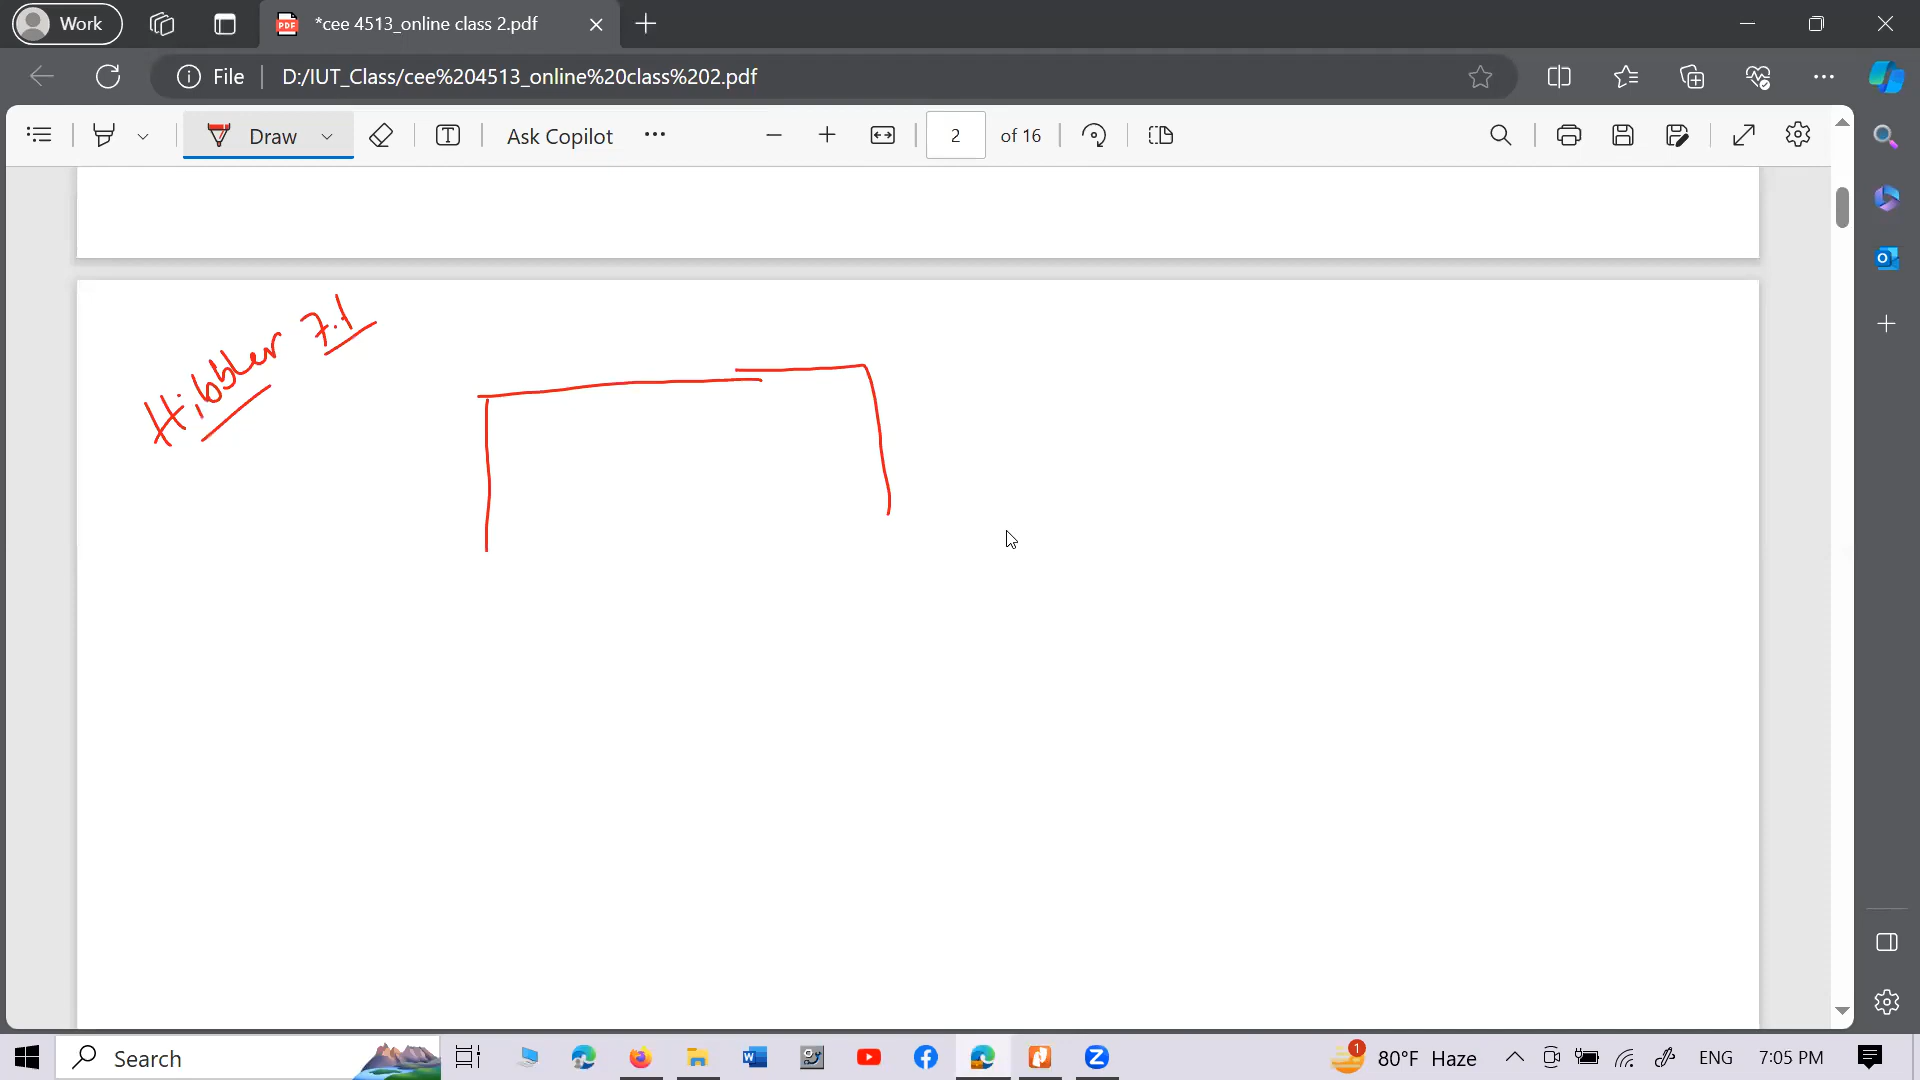 Work
*cee 4513_online class 2.pdf
File
D:/IUT_Class/cee%204513_online%20class%202.pdf
Draw
Ask Copilot
2
of 16
Hibbler 7.1
Search
1
80°F Haze
ENG
7:05 PM